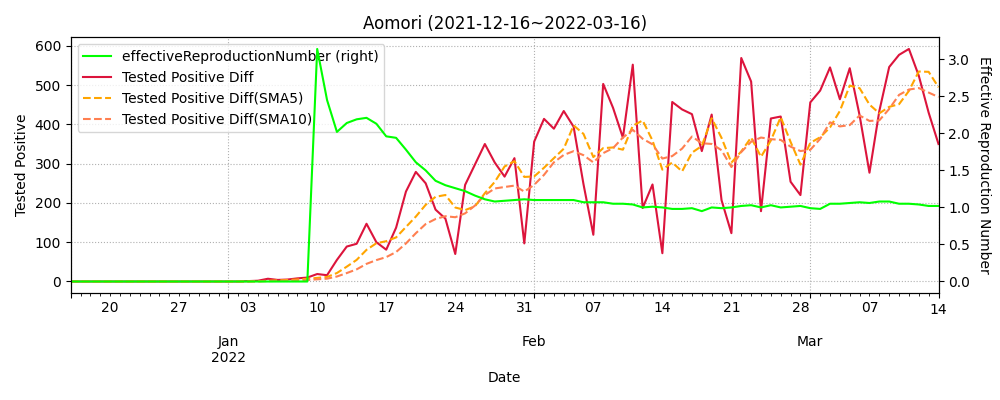 Aomori (2021-12-16~2022-03-16)
effectiveReproductionNumber (right)
Tested Positive Diff
Tested Positive Diff(SMA5)
Tested Positive Diff(SMA10)
Tested Positive
600
500
400
300
200
100
0
Effective Reproduction Number
3.0
2.5
2.0
1.5
1.0
0.5
0.0
20 27 03 10 17 24 31 07 14 21 28 07 14
Jan Feb Mar
2022
Date